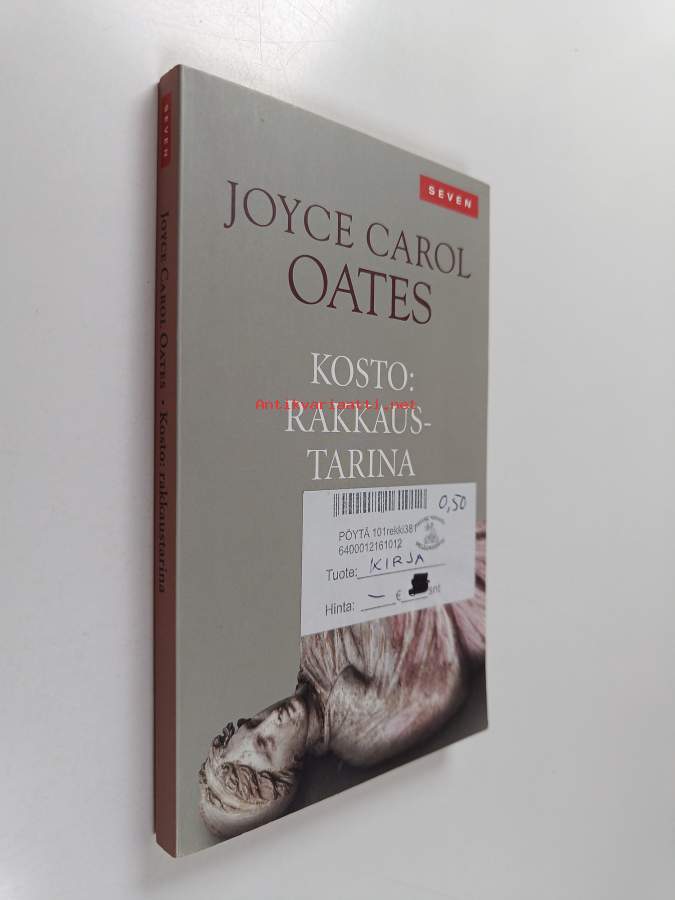 SEVEN
JOYCE CAROL OATES • Kosto: rakkaustarina
SEVEN
JOYCE CAROL
OATES
KOSTO:
Antikvariaatti.net
RAKKAUS-
TARINA
0,50
PÖYTÄ 101rekki381
6400012161012
Tuote: KIRJA
Hinta: – € snt